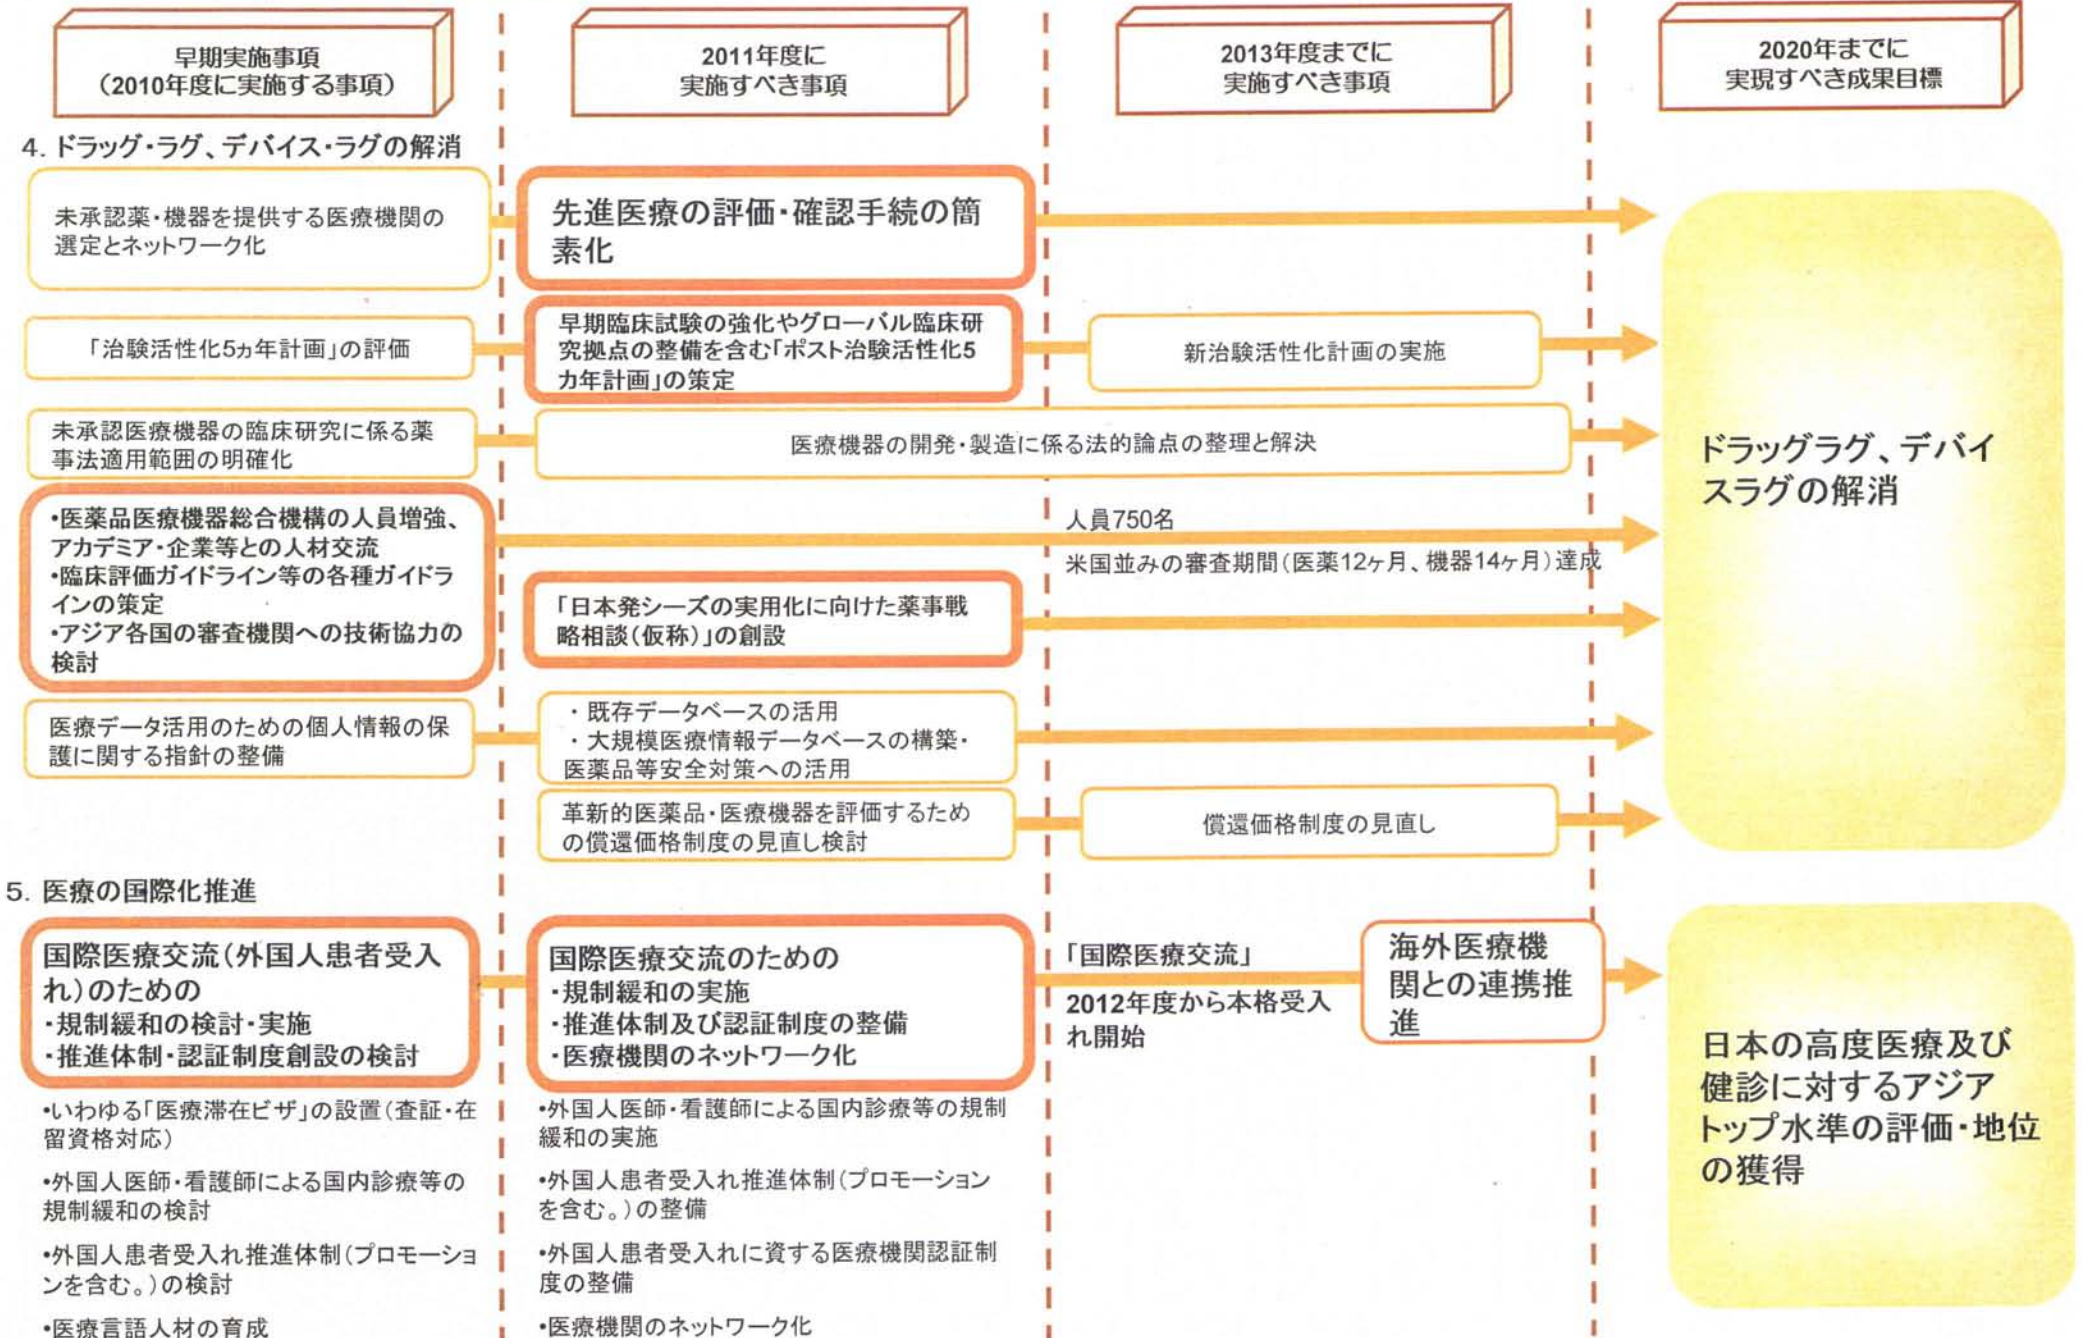 早期実施事項
（2010年度に実施する事項）
2011年度に
実施すべき事項
2013年度までに
実施すべき事項
2020年までに
実現すべき成果目標
4. ドラッグ・ラグ、デバイス・ラグの解消
未承認薬・機器を提供する医療機関の
選定とネットワーク化
先進医療の評価・確認手続の簡
素化
「治験活性化5ヵ年計画」の評価
早期臨床試験の強化やグローバル臨床研
究拠点の整備を含む「ポスト治験活性化5
カ年計画」の策定
新治験活性化計画の実施
未承認医療機器の臨床研究に係る薬
事法適用範囲の明確化
医療機器の開発・製造に係る法的論点の整理と解決
・医薬品医療機器総合機構の人員増強、
アカデミア・企業等との人材交流
・臨床評価ガイドライン等の各種ガイドラ
インの策定
・アジア各国の審査機関への技術協力の
検討
人員750名
米国並みの審査期間（医薬12ヶ月、機器14ヶ月）達成
「日本発シーズの実用化に向けた薬事戦
略相談（仮称）」の創設
医療データ活用のための個人情報の保
護に関する指針の整備
・既存データベースの活用
・大規模医療情報データベースの構築・
医薬品等安全対策への活用
革新的医薬品・医療機器を評価するため
の償還価格制度の見直し検討
償還価格制度の見直し
ドラッグラグ、デバイ
スラグの解消
5. 医療の国際化推進
国際医療交流（外国人患者受入
れ）のための
・規制緩和の検討・実施
・推進体制・認証制度創設の検討
国際医療交流のための
・規制緩和の実施
・推進体制及び認証制度の整備
・医療機関のネットワーク化
「国際医療交流」
2012年度から本格受入
れ開始
海外医療機
関との連携推
進
日本の高度医療及び
健診に対するアジア
トップ水準の評価・地位
の獲得
・いわゆる「医療滞在ビザ」の設置（査証・在
留資格対応）
・外国人医師・看護師による国内診療等の
規制緩和の検討
・外国人患者受入れ推進体制（プロモーショ
ンを含む。）の検討
・医療言語人材の育成
・外国人医師・看護師による国内診療等の規制
緩和の実施
・外国人患者受入れ推進体制（プロモーション
を含む。）の整備
・外国人患者受入れに資する医療機関認証制
度の整備
・医療機関のネットワーク化